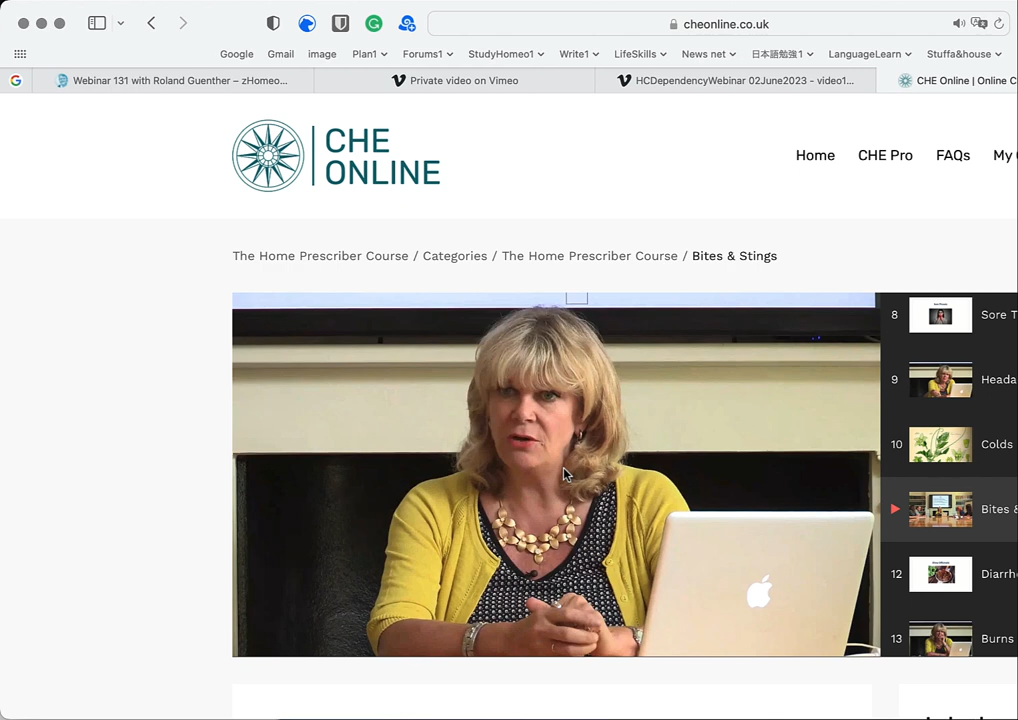 cheonline.co.uk
Google Gmail image Plan1 Forums1 StudyHomeo1 Write1 LifeSkills News net 日本語勉強1 LanguageLearn Stuffa&house
G Webinar 131 with Roland Guenther – zHomeo... Private video on Vimeo HCDependencyWebinar 02June2023 - video1... CHE Online | Online C
CHE
ONLINE
Home CHE Pro FAQs My
The Home Prescriber Course / Categories / The Home Prescriber Course / Bites & Stings
8 Sore T
9 Heada
10 Colds
Bites &
12 Diarrh
13 Burns